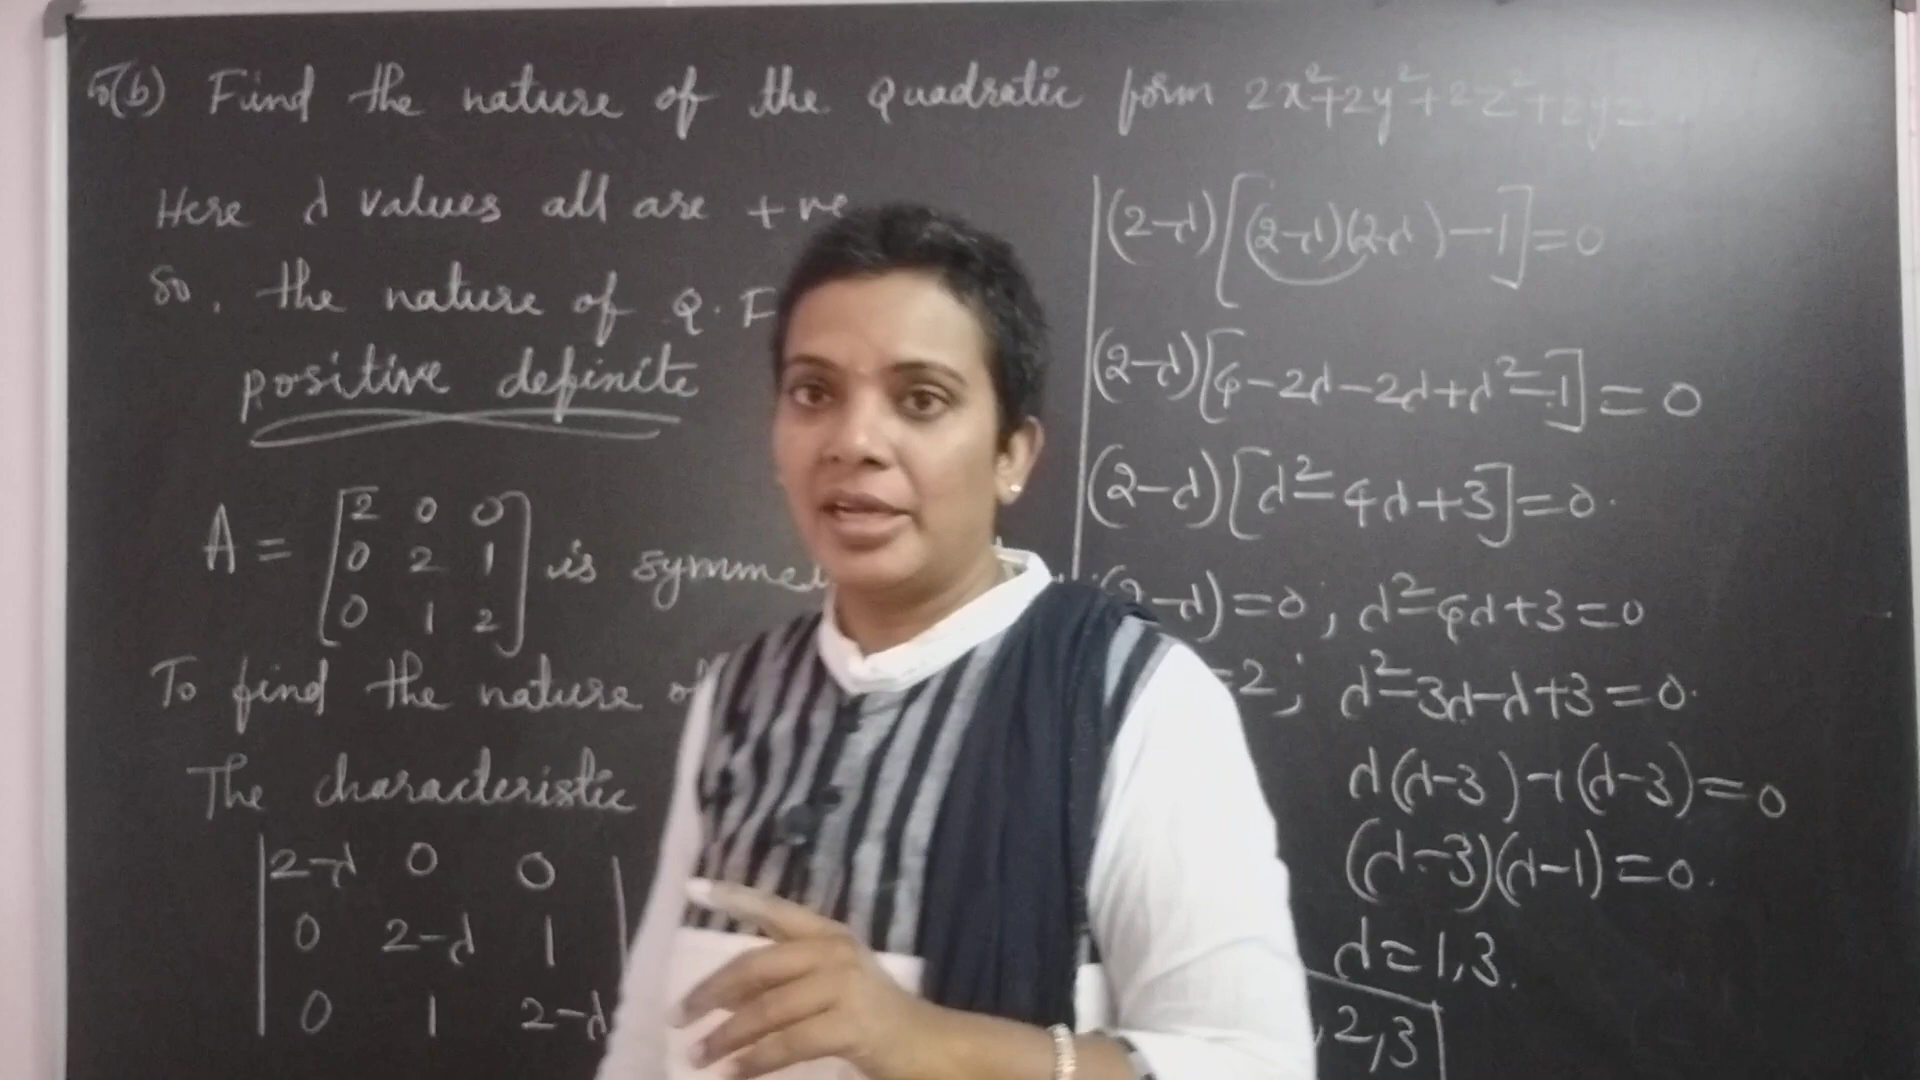 5(b) Find the nature of the quadratic form 2x²+2y²+2z²+2yz.
Here λ values all are +ve
So, the nature of Q.F
positive definite
A = [2 0 0
0 2 1
0 1 2] is
To find the nature
The characteristic
|2-λ 0 0|
0 2-λ 1
0 1 2-λ
(2-λ)[(2-λ)(2-λ)-1]=0
(2-λ)[4-2λ-2λ+λ²-1]=0
(2-λ)[λ²-4λ+3]=0.
-λ)=0; λ²-4λ+3=0
=2; λ²-3λ-λ+3=0.
λ(λ-3)-1(λ-3)=0
(λ-3)(λ-1)=0.
λ=1,3.
,2,3